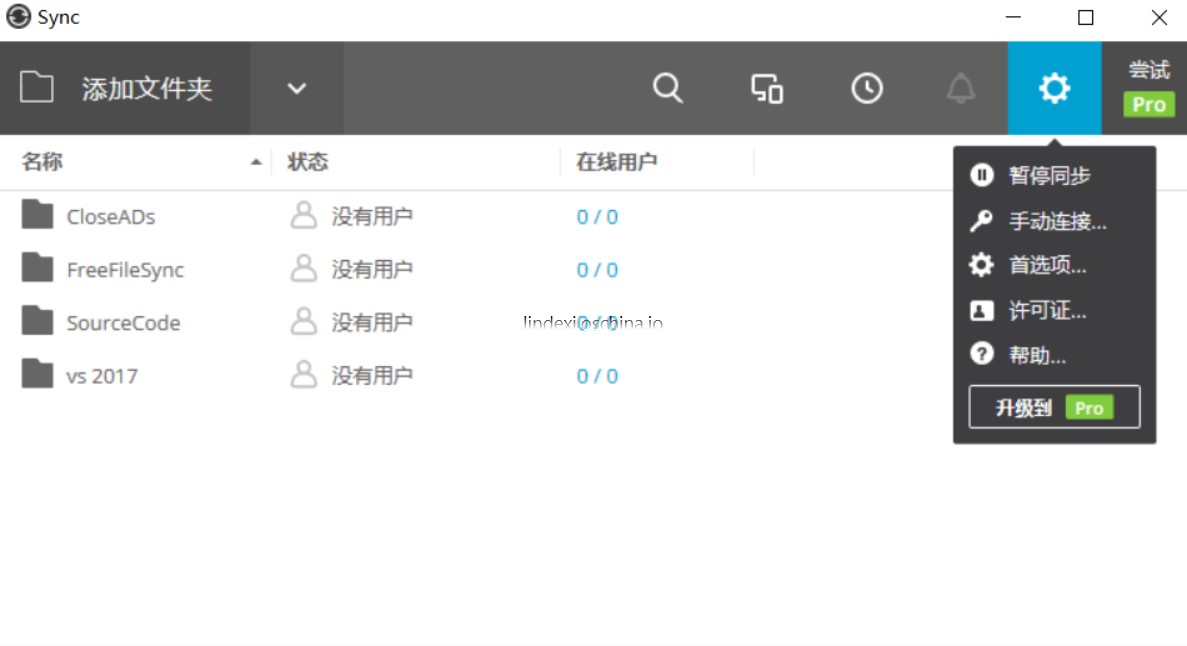 Sync
添加文件夹
尝试
Pro
名称 状态 在线用户
CloseADs 没有用户 0 / 0
FreeFileSync 没有用户 0 / 0
SourceCode 没有用户 0 / 0
vs 2017 没有用户 0 / 0
暂停同步
手动连接...
首选项...
许可证...
帮助...
升级到 Pro